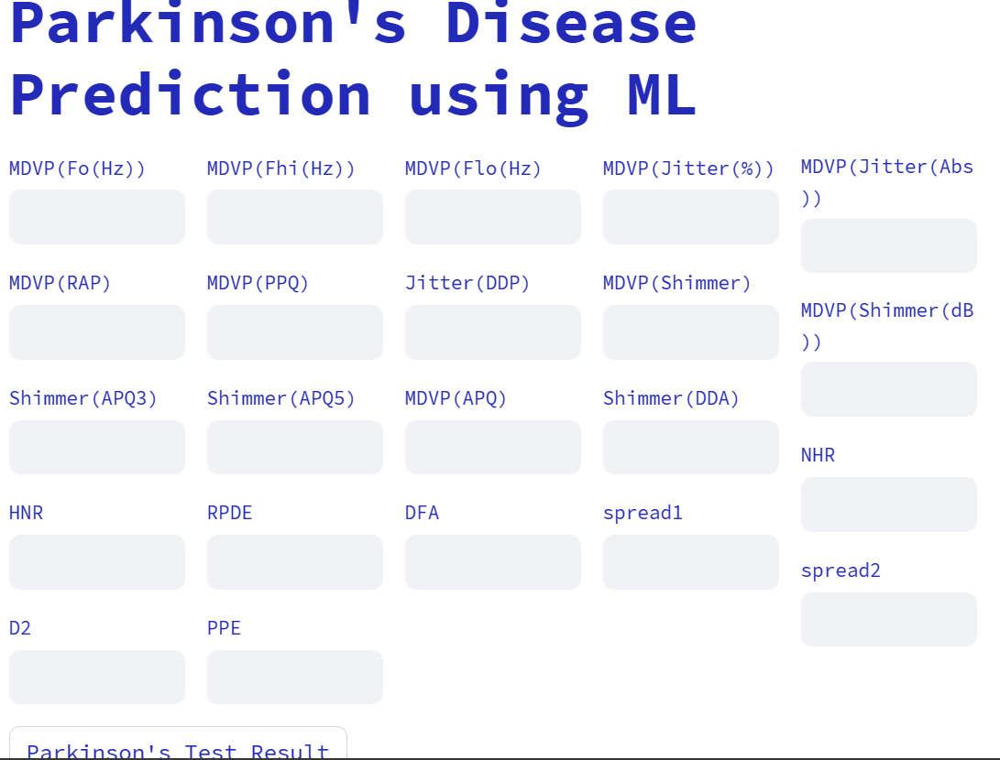 Parkinson's Disease
Prediction using ML
MDVP(Fo(Hz))
MDVP(Fhi(Hz))
MDVP(Flo(Hz)
MDVP(Jitter(%))
MDVP(Jitter(Abs
))
MDVP(RAP)
MDVP(PPQ)
Jitter(DDP)
MDVP(Shimmer)
MDVP(Shimmer(dB
))
Shimmer(APQ3)
Shimmer(APQ5)
MDVP(APQ)
Shimmer(DDA)
NHR
HNR
RPDE
DFA
spread1
spread2
D2
PPE
Parkinson's Test Result